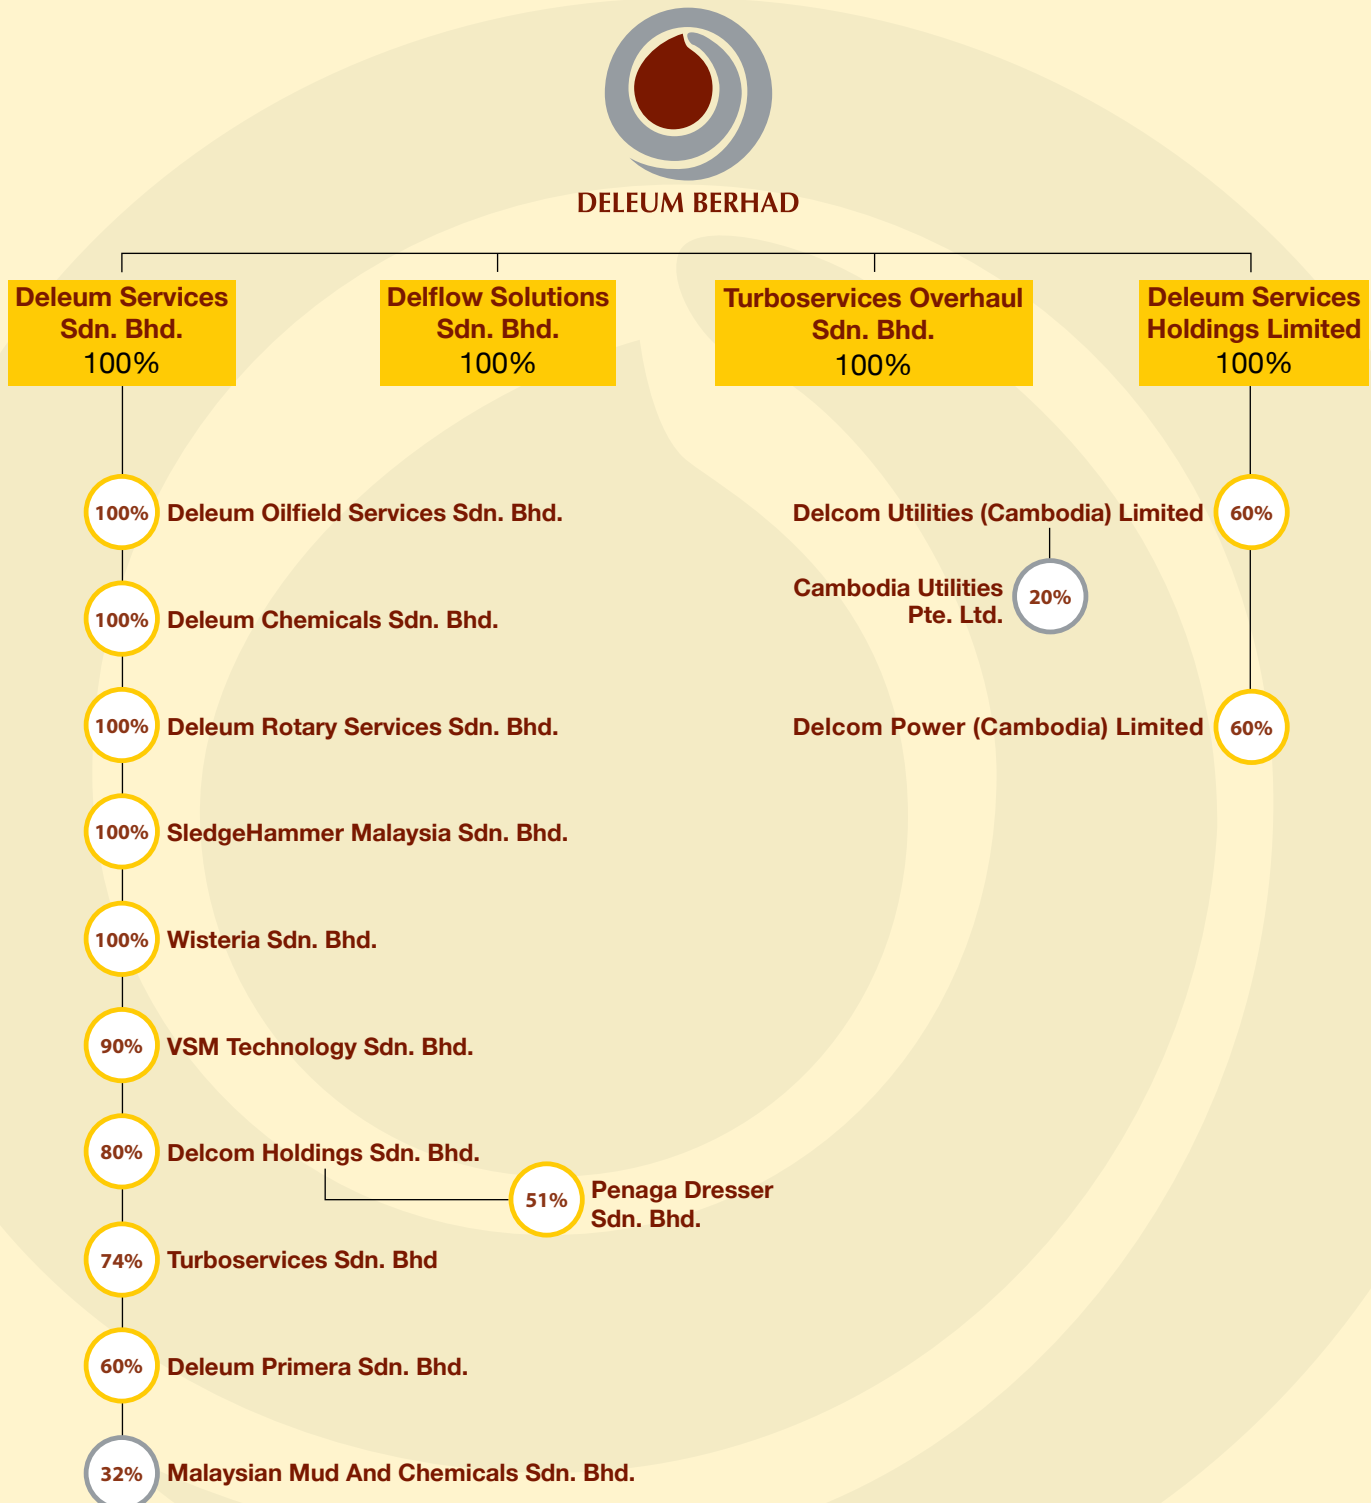 DELEUM BERHAD
Deleum Services
Sdn. Bhd.
100%
Delflow Solutions
Sdn. Bhd.
100%
Turboservices Overhaul
Sdn. Bhd.
100%
Deleum Services
Holdings Limited
100%
100% Deleum Oilfield Services Sdn. Bhd.
100% Deleum Chemicals Sdn. Bhd.
100% Deleum Rotary Services Sdn. Bhd.
100% SledgeHammer Malaysia Sdn. Bhd.
100% Wisteria Sdn. Bhd.
90% VSM Technology Sdn. Bhd.
80% Delcom Holdings Sdn. Bhd.
51%
Penaga Dresser
Sdn. Bhd.
74% Turboservices Sdn. Bhd
60% Deleum Primera Sdn. Bhd.
32% Malaysian Mud And Chemicals Sdn. Bhd.
Delcom Utilities (Cambodia) Limited 60%
Cambodia Utilities
Pte. Ltd.
20%
Delcom Power (Cambodia) Limited 60%